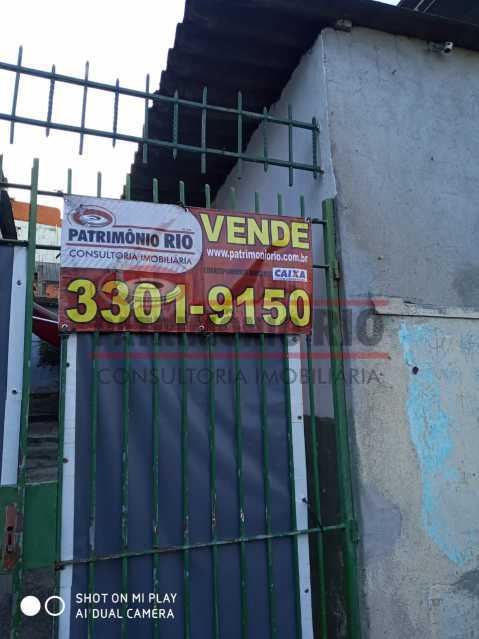 PATRIMÔNIO RIO
CONSULTORIA IMOBILIÁRIA
VENDE
www.patrimoniorio.com.br
CAIXA
3301-9150
PATRIMÔNIO RIO
CONSULTORIA IMOBILIÁRIA
SHOT ON MI PLAY
AI DUAL CAMERA